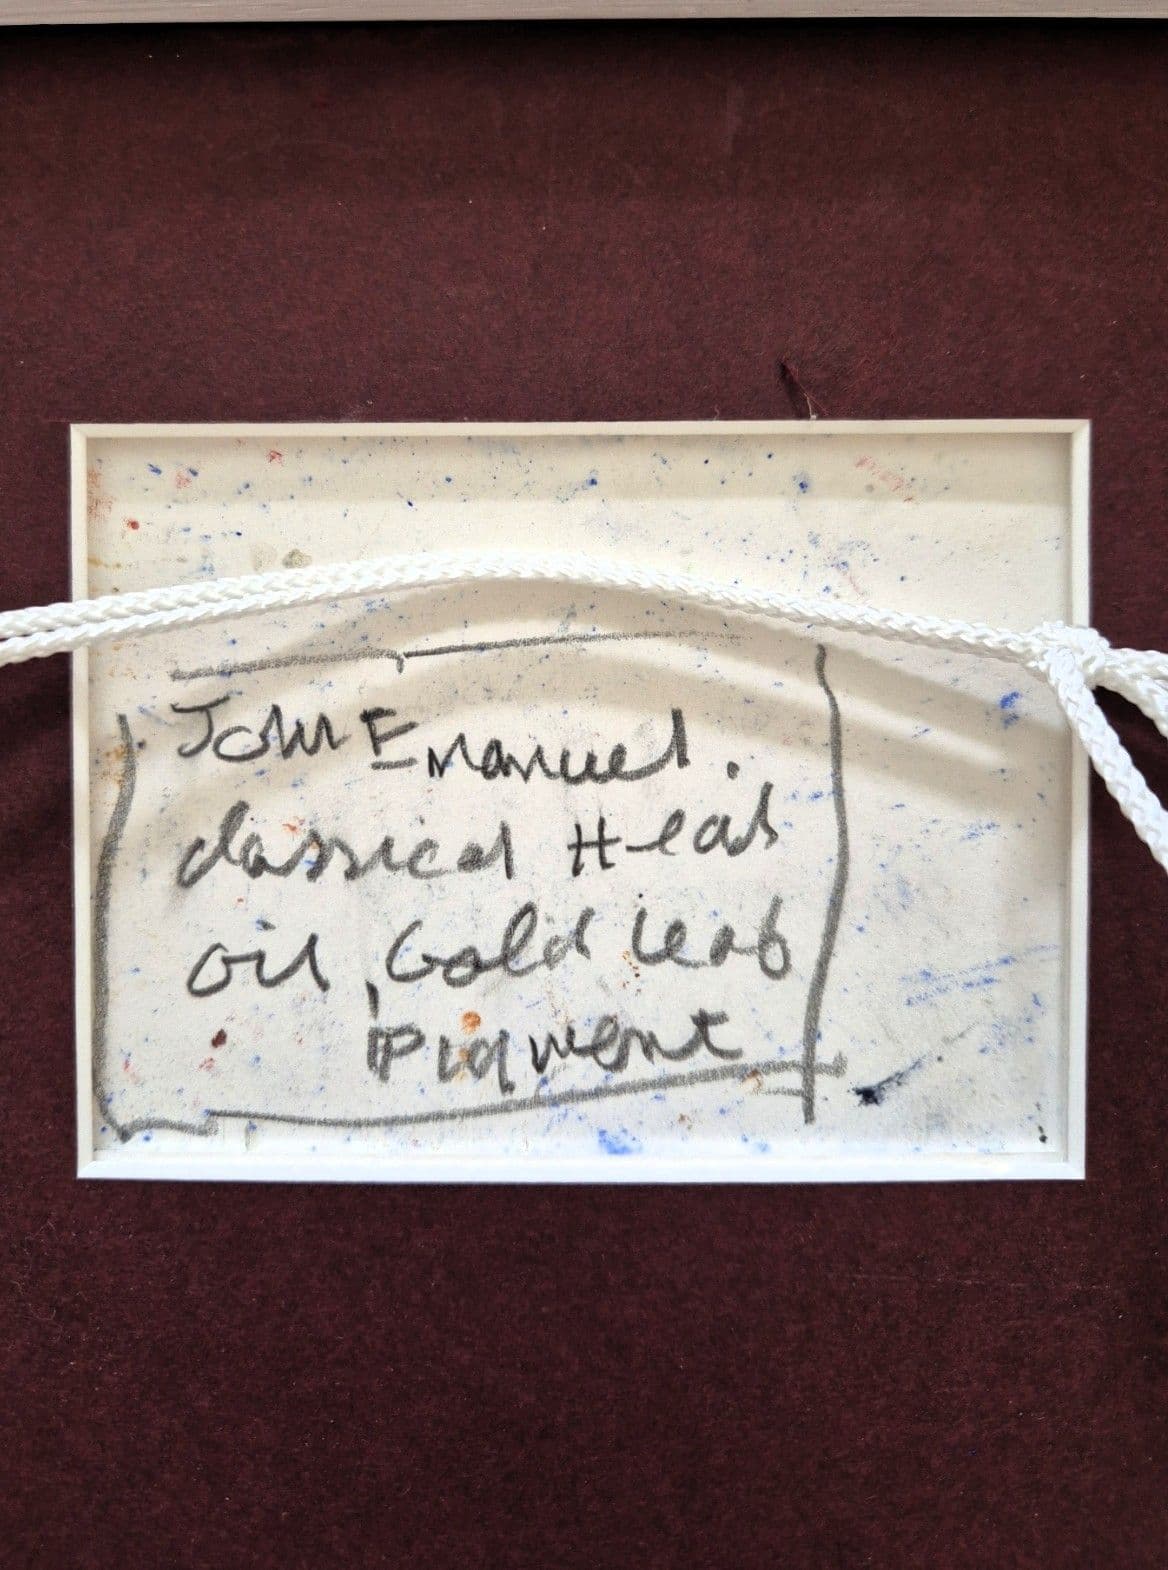 John Emanuel.
classical Head
oil, Gold leaf
Pigment